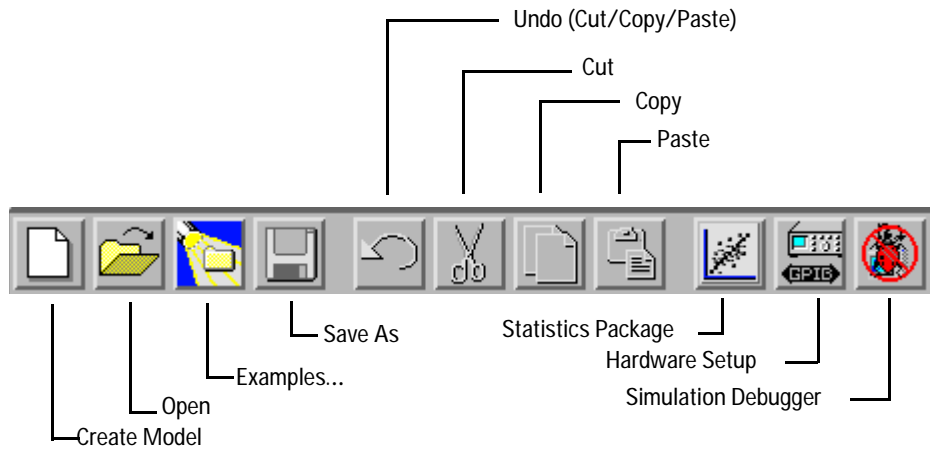 Undo (Cut/Copy/Paste)
Cut
Copy
Paste
GPIB
Save As
Statistics Package
Hardware Setup
Examples...
Simulation Debugger
Open
Create Model